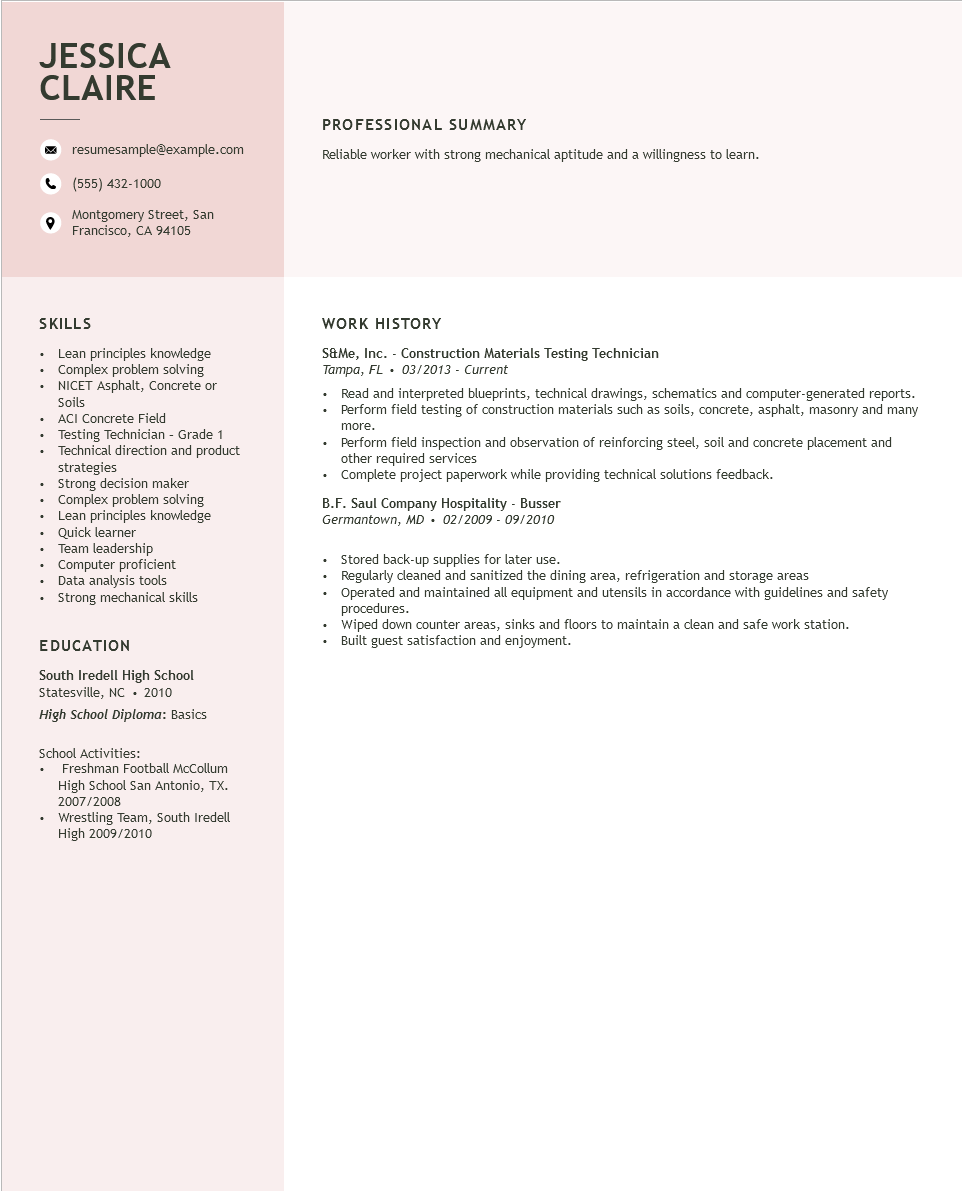 JESSICA
CLAIRE
resumesample@example.com
(555) 432-1000
Montgomery Street, San
Francisco, CA 94105
PROFESSIONAL SUMMARY
Reliable worker with strong mechanical aptitude and a willingness to learn.
SKILLS
• Lean principles knowledge
• Complex problem solving
• NICET Asphalt, Concrete or
Soils
• ACI Concrete Field
• Testing Technician – Grade 1
• Technical direction and product
strategies
• Strong decision maker
• Complex problem solving
• Lean principles knowledge
• Quick learner
• Team leadership
• Computer proficient
• Data analysis tools
• Strong mechanical skills
EDUCATION
South Iredell High School
Statesville, NC • 2010
High School Diploma: Basics
School Activities:
• Freshman Football McCollum
High School San Antonio, TX.
2007/2008
• Wrestling Team, South Iredell
High 2009/2010
WORK HISTORY
S&Me, Inc. - Construction Materials Testing Technician
Tampa, FL • 03/2013 - Current
• Read and interpreted blueprints, technical drawings, schematics and computer-generated reports.
• Perform field testing of construction materials such as soils, concrete, asphalt, masonry and many
more.
• Perform field inspection and observation of reinforcing steel, soil and concrete placement and
other required services
• Complete project paperwork while providing technical solutions feedback.
B.F. Saul Company Hospitality - Busser
Germantown, MD • 02/2009 - 09/2010
• Stored back-up supplies for later use.
• Regularly cleaned and sanitized the dining area, refrigeration and storage areas
• Operated and maintained all equipment and utensils in accordance with guidelines and safety
procedures.
• Wiped down counter areas, sinks and floors to maintain a clean and safe work station.
• Built guest satisfaction and enjoyment.